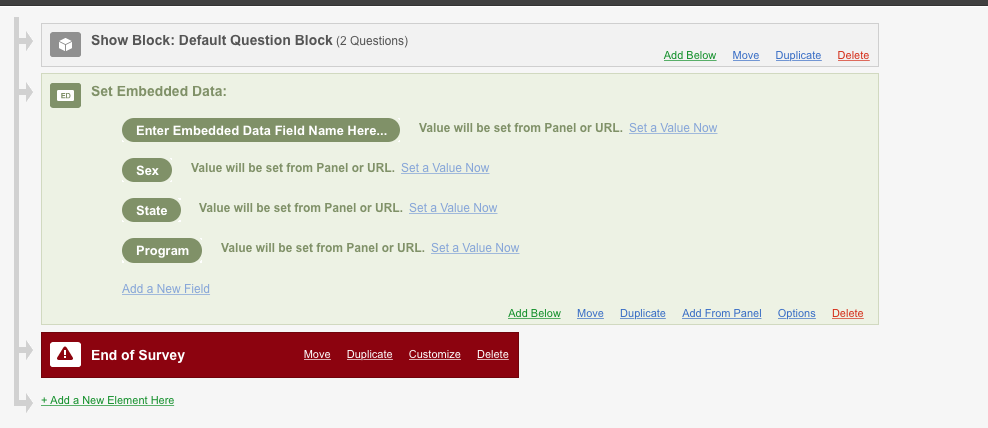 Show Block: Default Question Block (2 Questions)
Add Below Move Duplicate Delete
ED
Set Embedded Data:
Enter Embedded Data Field Name Here... Value will be set from Panel or URL. Set a Value Now
Sex Value will be set from Panel or URL. Set a Value Now
State Value will be set from Panel or URL. Set a Value Now
Program Value will be set from Panel or URL. Set a Value Now
Add a New Field
Add Below Move Duplicate Add From Panel Options Delete
End of Survey Move Duplicate Customize Delete
+ Add a New Element Here